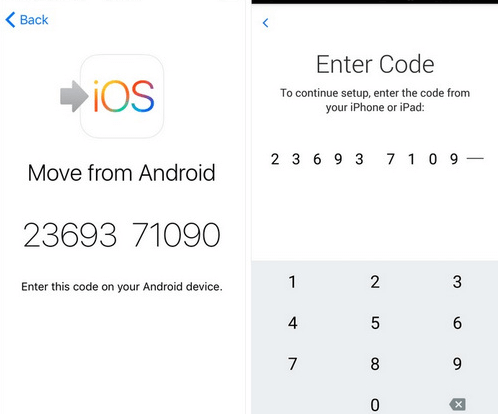 Back
iOS
Move from Android
23693 71090
Enter this code on your Android device.
Enter Code
To continue setup, enter the code from
your iPhone or iPad:
2 3 6 9 3 7 1 0 9
1 2 3
4 5 6
7 8 9
0